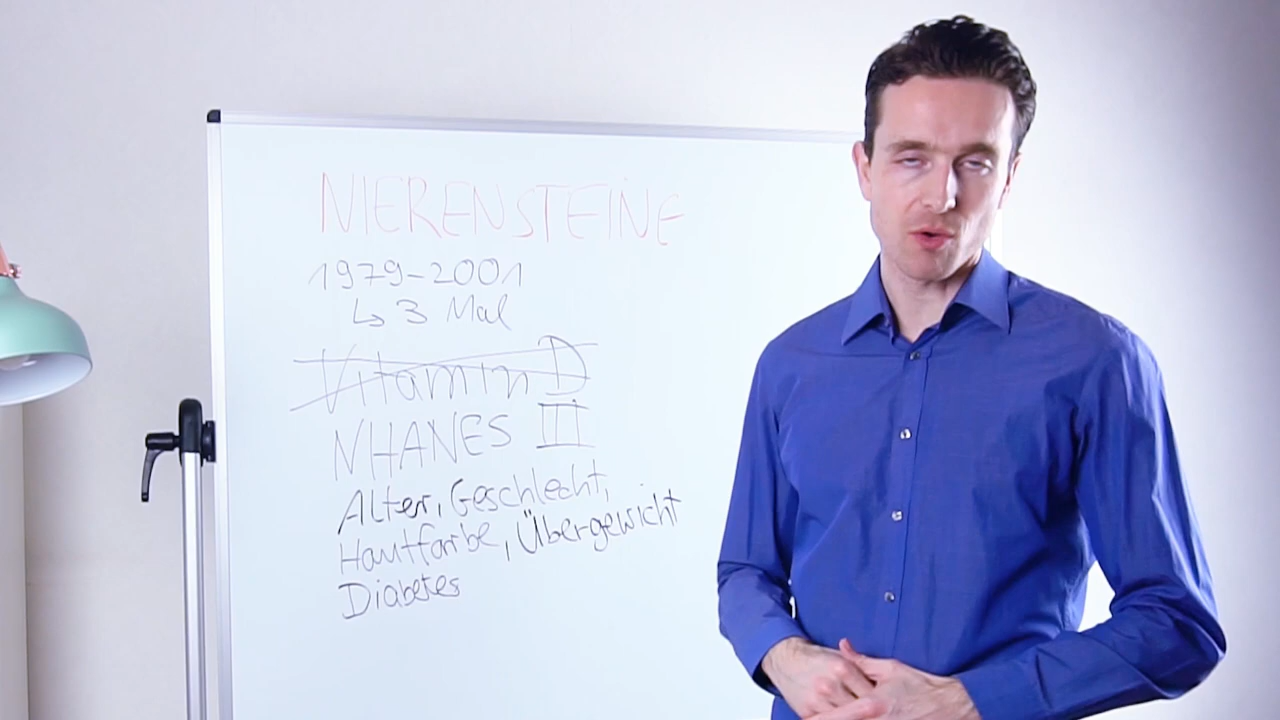 NIERENSTEINE
1979-2001
↳ 3 Mal
Vitamin D
NHANES III
Alter, Geschlecht,
Hautfarbe, Übergewicht
Diabetes